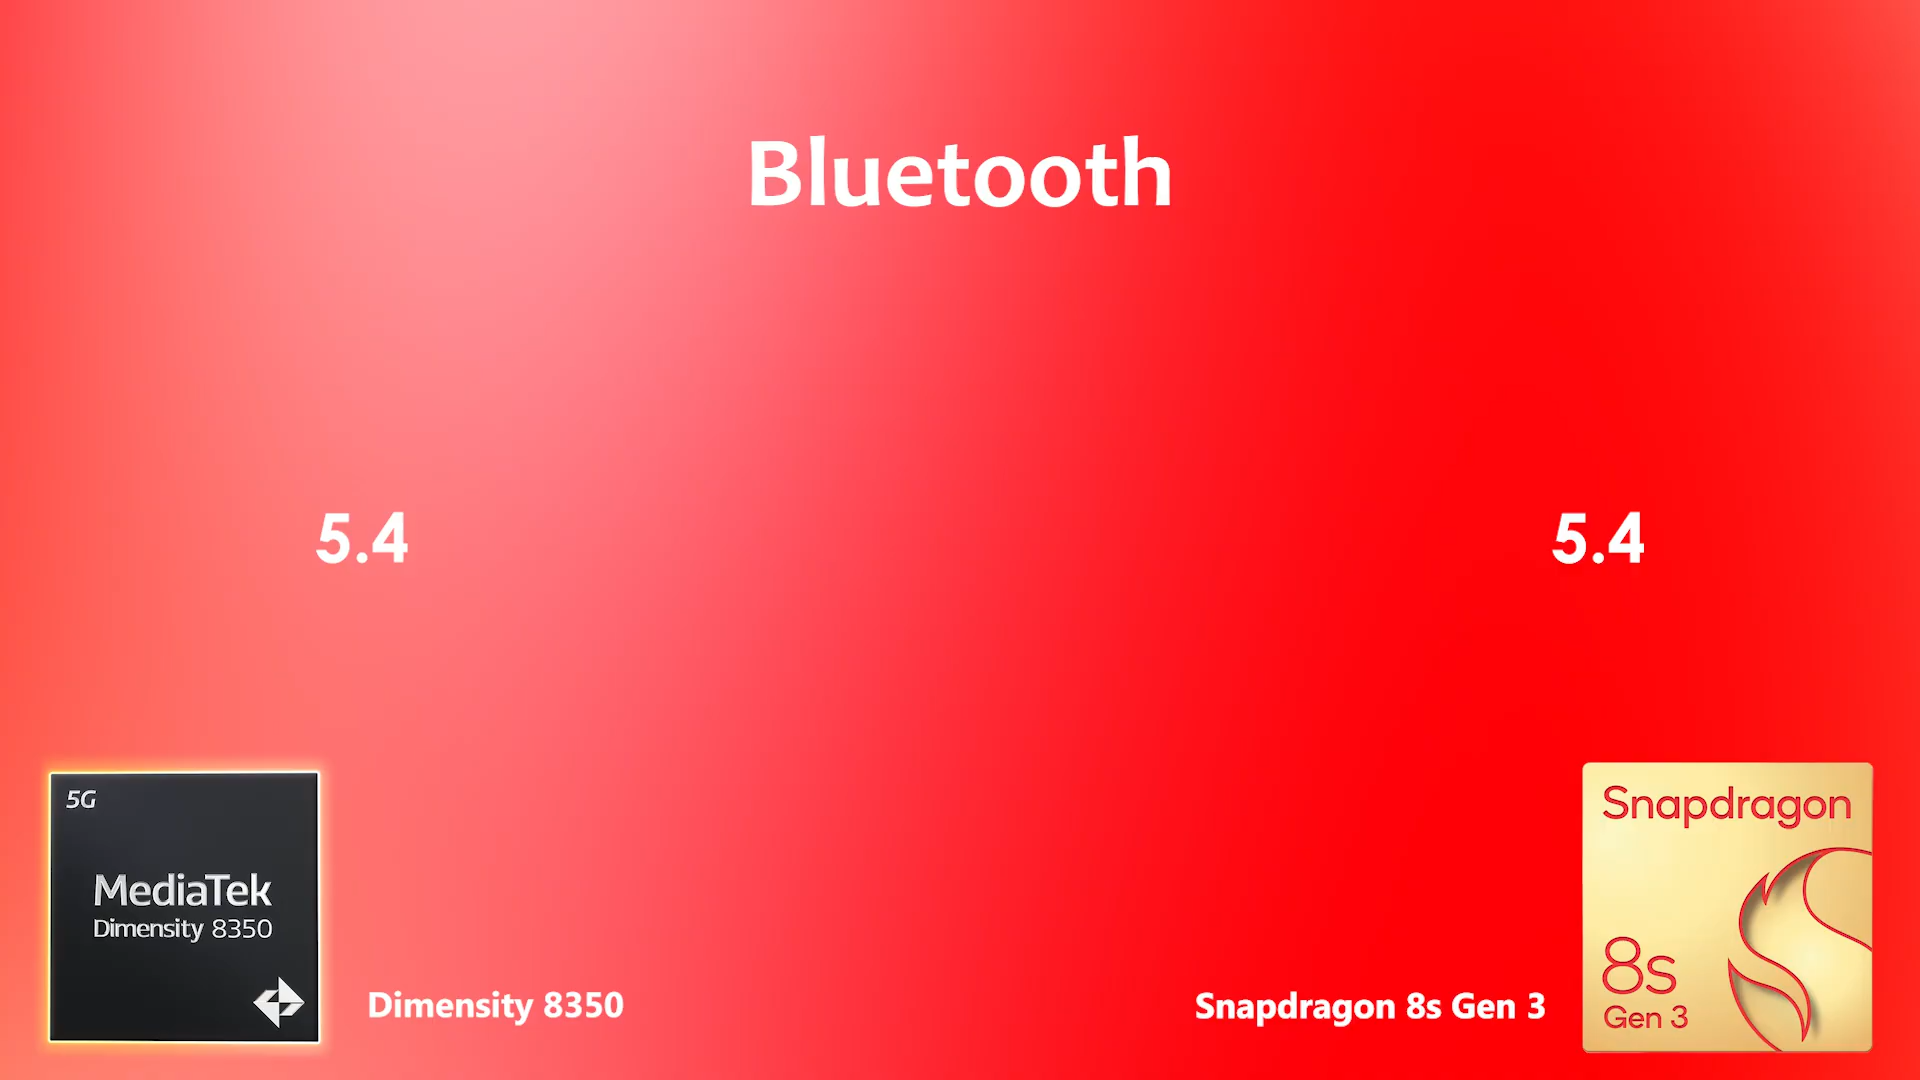 Bluetooth
5.4
5.4
5G
MediaTek
Dimensity 8350
Dimensity 8350
Snapdragon 8s Gen 3
Snapdragon
8s
Gen 3